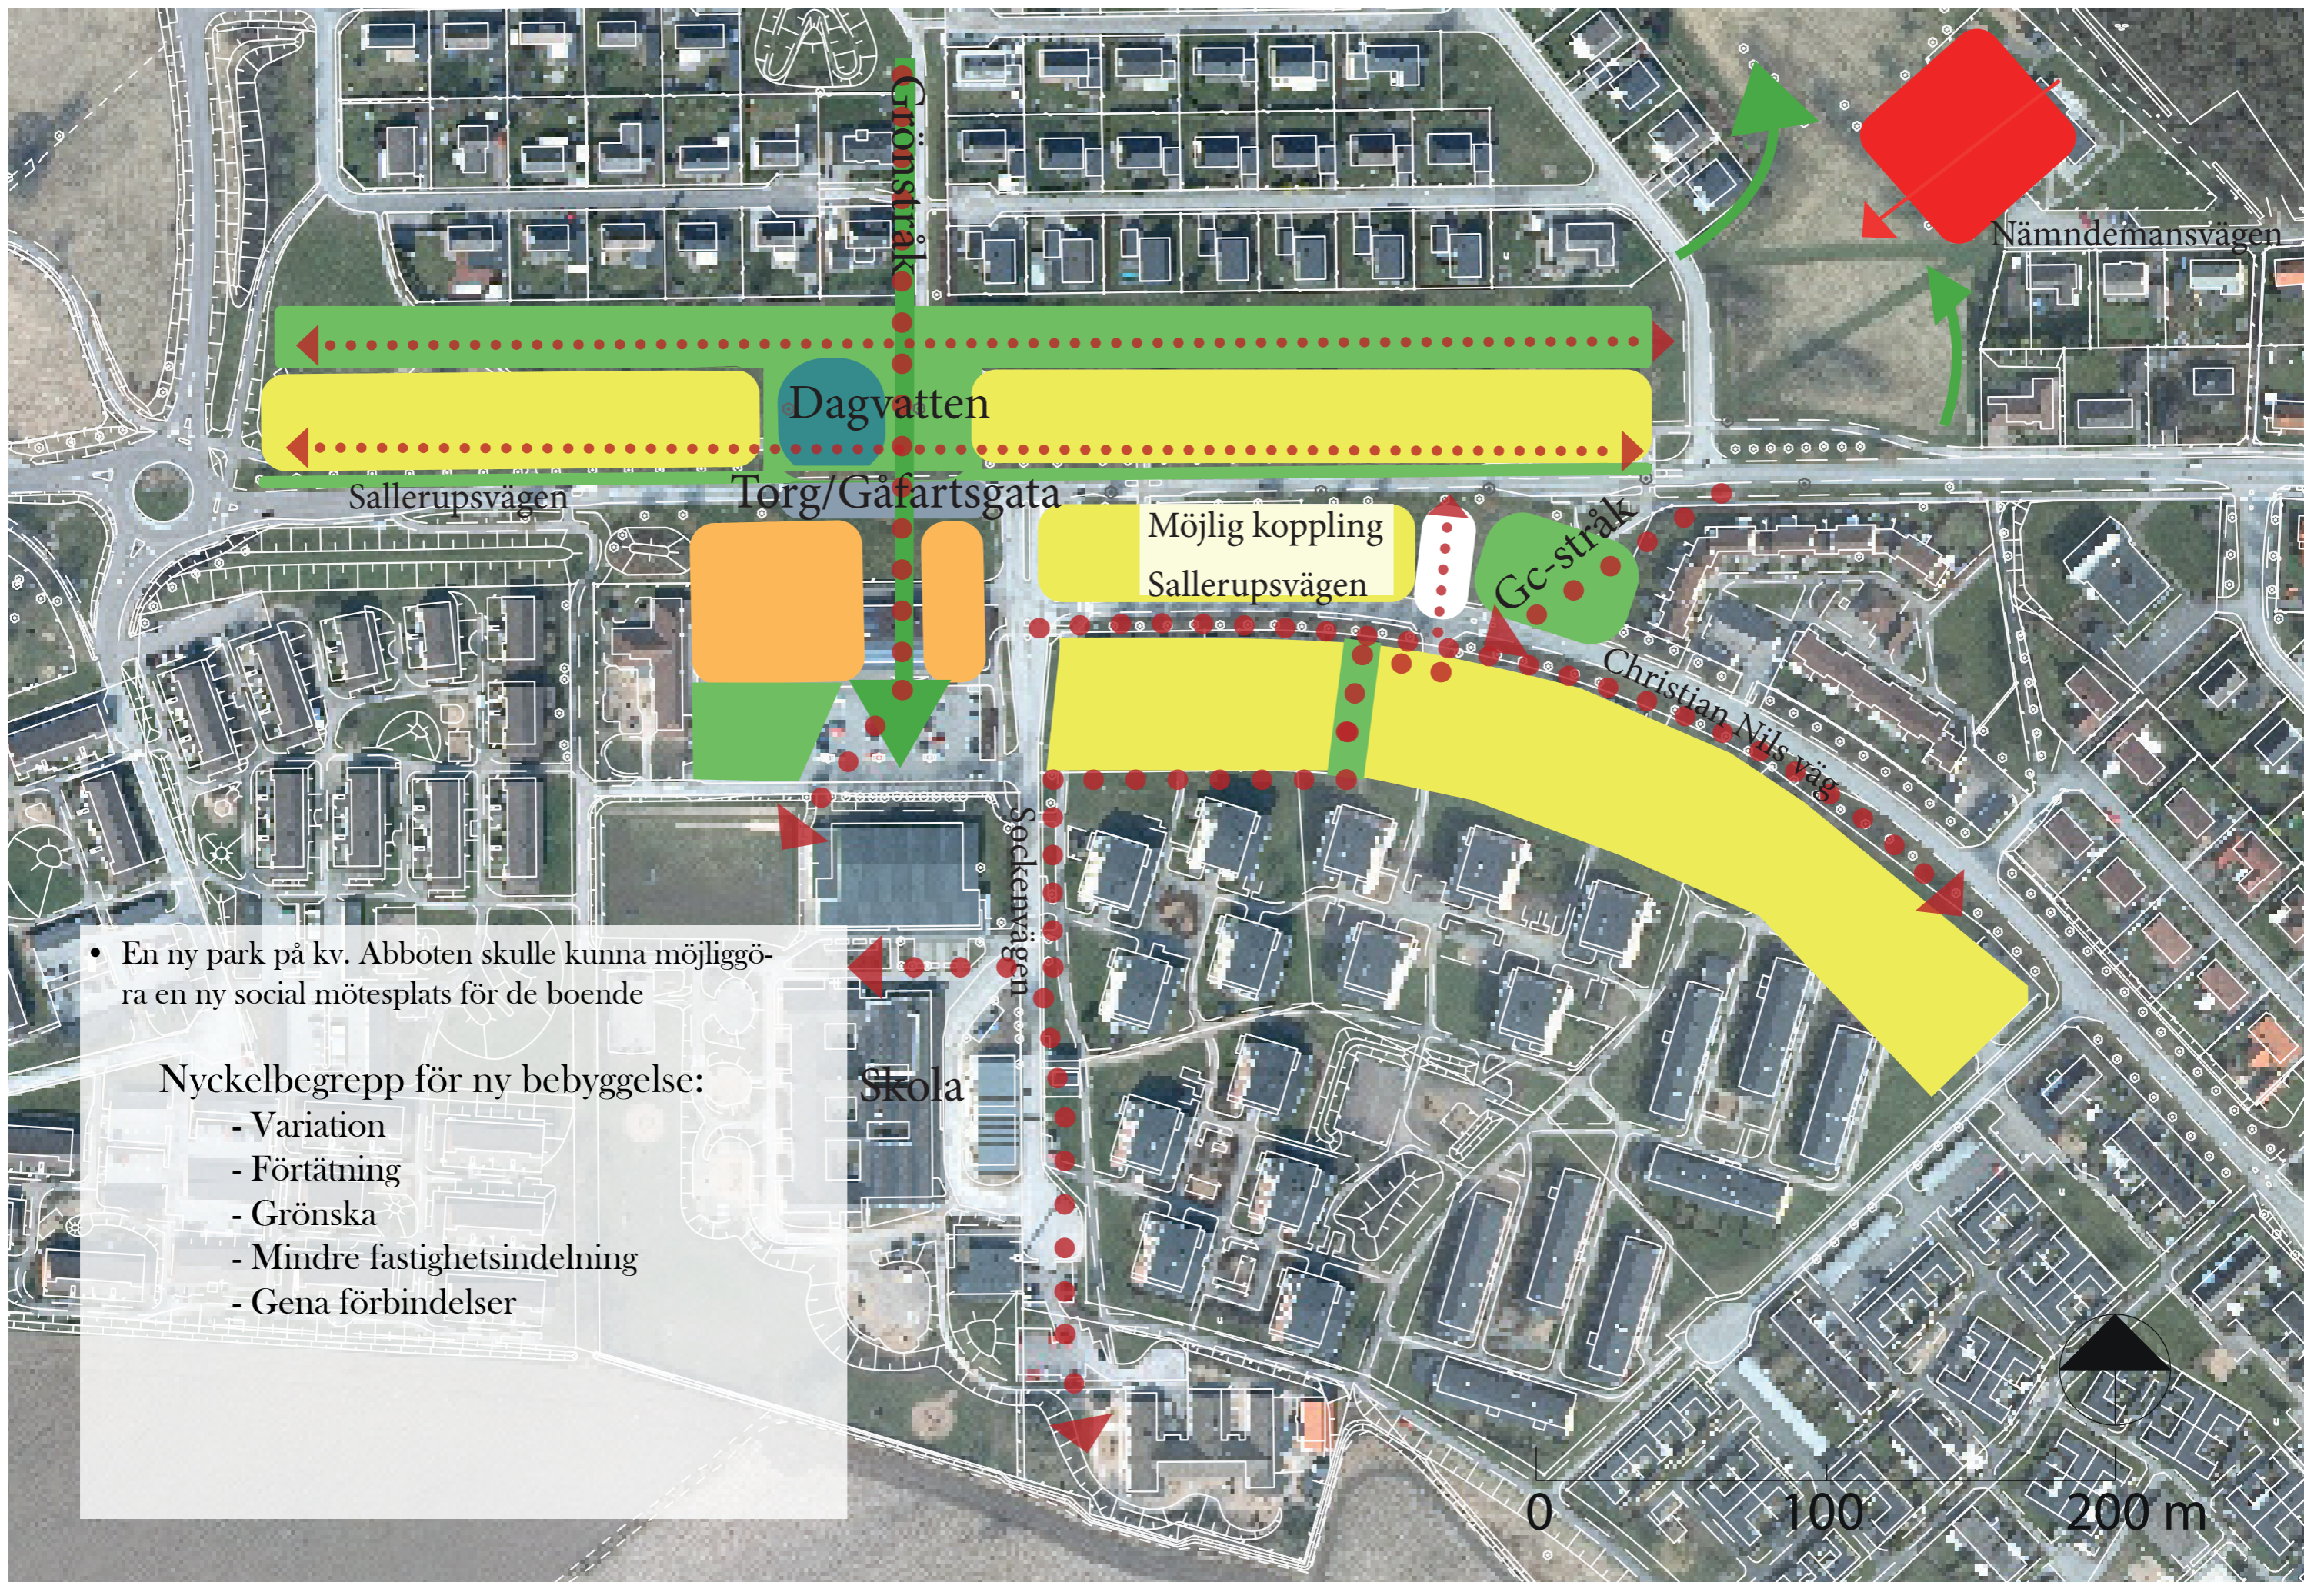 Grönstråk
Nämndemansvägen
Dagvatten
Sallerupsvägen
Torg/Gåfartsgata
Möjlig koppling
Sallerupsvägen
Gc-stråk
Christian Nils väg
Sockenvägen
• En ny park på kv. Abboten skulle kunna möjliggö-
ra en ny social mötesplats för de boende
Nyckelbegrepp för ny bebyggelse:
- Variation
- Förtätning
- Grönska
- Mindre fastighetsindelning
- Gena förbindelser
Skola
0 100 200 m